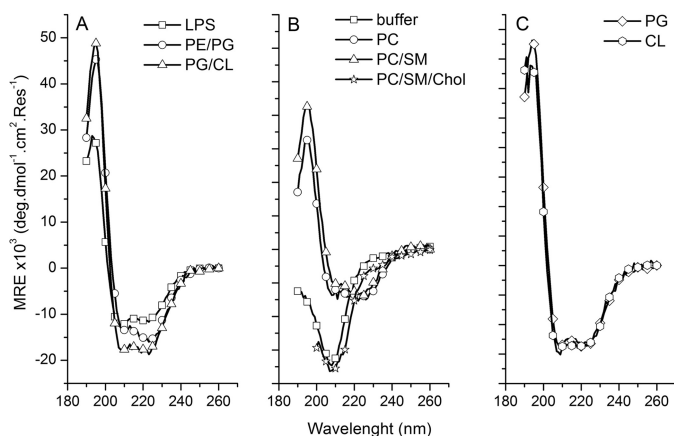 A
LPS
PE/PG
PG/CL
B
buffer
PC
PC/SM
PC/SM/Chol
C
PG
CL
MRE x10³ (deg.dmol⁻¹.cm².Res⁻¹)
50
40
30
20
10
0
-10
-20
180 200 220 240 260
180 200 220 240 260
180 200 220 240 260
Wavelenght (nm)